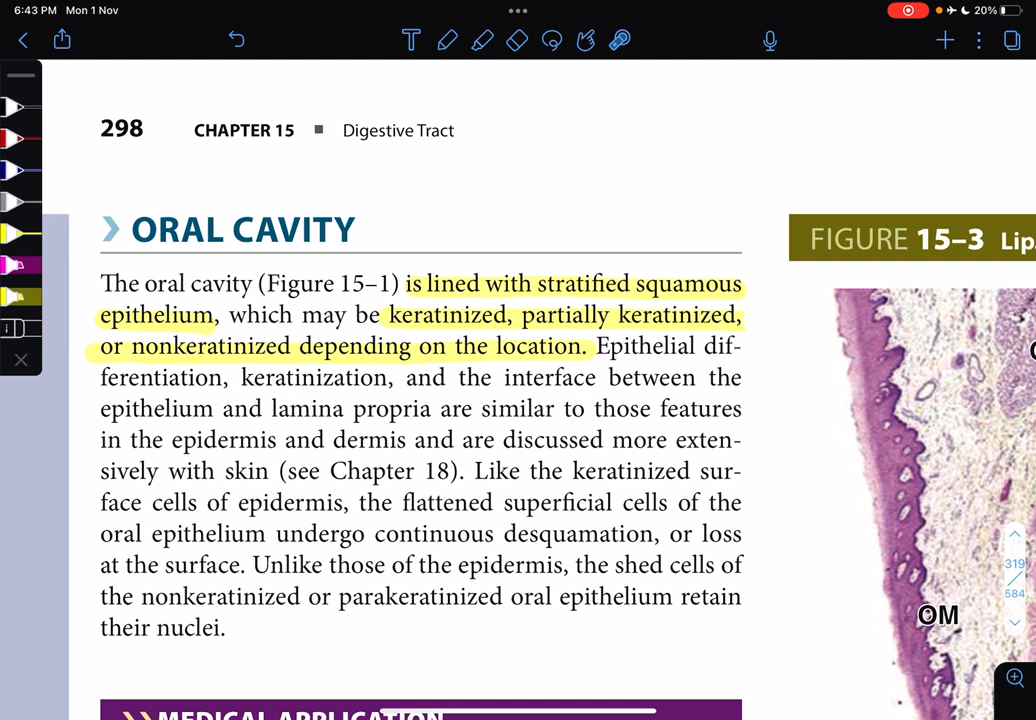 6:43 PM Mon 1 Nov
20%
298 CHAPTER 15 ■ Digestive Tract
ORAL CAVITY
The oral cavity (Figure 15–1) is lined with stratified squamous
epithelium, which may be keratinized, partially keratinized,
or nonkeratinized depending on the location. Epithelial dif-
ferentiation, keratinization, and the interface between the
epithelium and lamina propria are similar to those features
in the epidermis and dermis and are discussed more exten-
sively with skin (see Chapter 18). Like the keratinized sur-
face cells of epidermis, the flattened superficial cells of the
oral epithelium undergo continuous desquamation, or loss
at the surface. Unlike those of the epidermis, the shed cells of
the nonkeratinized or parakeratinized oral epithelium retain
their nuclei.
MEDICAL APPLICATION
FIGURE 15–3 Lip.
OM
319
584